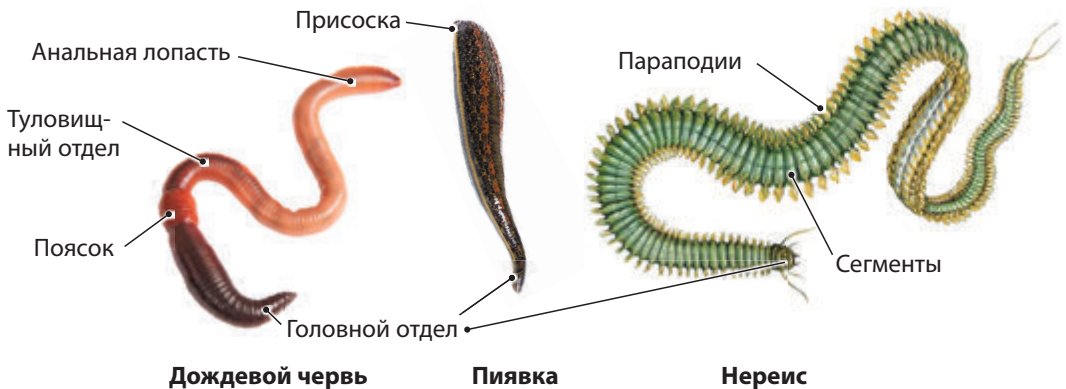 Присоска
Анальная лопасть
Параподии
Туловищ-
ный отдел
Поясок
Сегменты
Головной отдел
Дождевой червь
Пиявка
Нереис